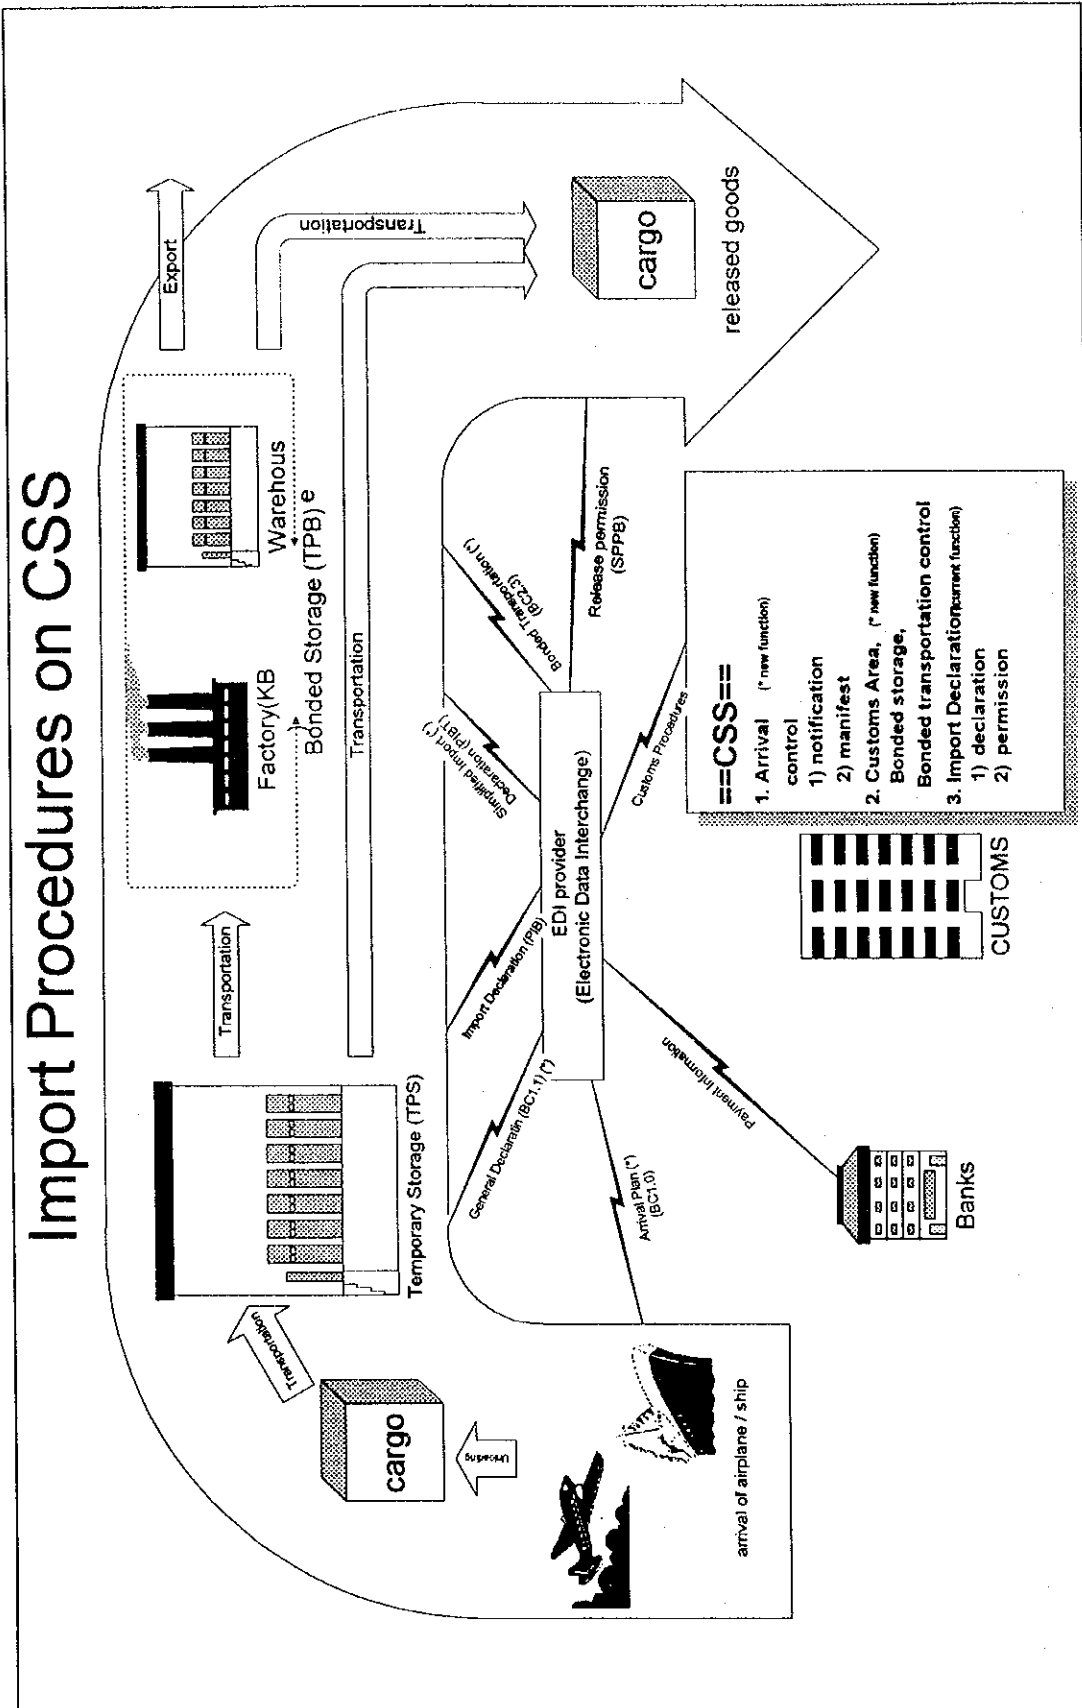 Import Procedures on CSS
Export
Transportation
cargo
released goods
Warehous
e
Factory(KB
Bonded Storage (TPB)
Transportation
Transportation
Temporary Storage (TPS)
Transportation
cargo
Unloading
arrival of airplane / ship
General Declaratin (BC1.1) (*)
Import Declaration (PIB)
Simplified Import (*)
Declaration (PIBT)
Bonded Transportation (*)
(BC2.3)
Release permission
(SPPB)
Arrival Plan (*)
(BC1.0)
EDI provider
(Electronic Data Interchange)
Customs Procedures
Payment Information
Banks
CUSTOMS
==CSS==
1. Arrival (* new function)
control
1) notification
2) manifest
2. Customs Area, (* new function)
Bonded storage,
Bonded transportation control
3. Import Declaration(current function)
1) declaration
2) permission